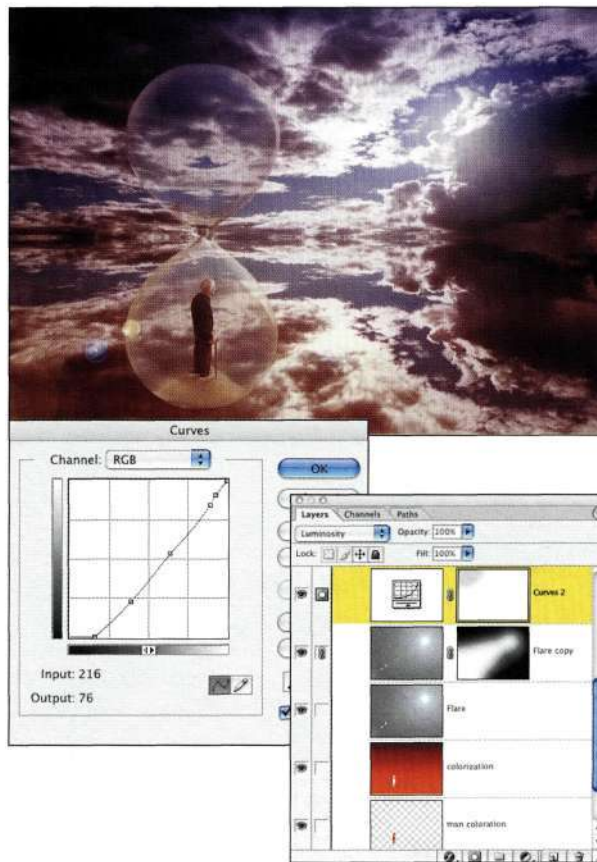 Curves
Channel: RGB
OK
Input: 216
Output: 76
Layers Channels Paths
Luminosity Opacity: 100%
Lock: Fill: 100%
Curves 2
Flare copy
Flare
colorization
man coloration